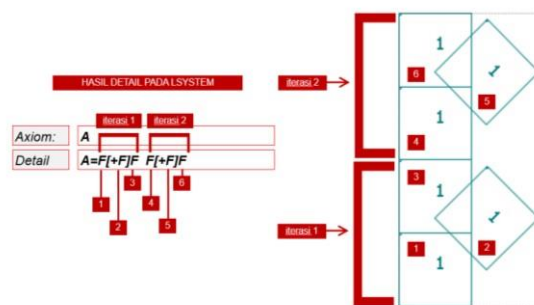 HASIL DETAIL PADA LSYSTEM
iterasi 1 iterasi 2
Axiom: A
Detail A=F[+F]F F[+F]F
3 6
1 4
2 5
iterasi 2
iterasi 1
1
6
1
5
1
4
3
1
1
1
2